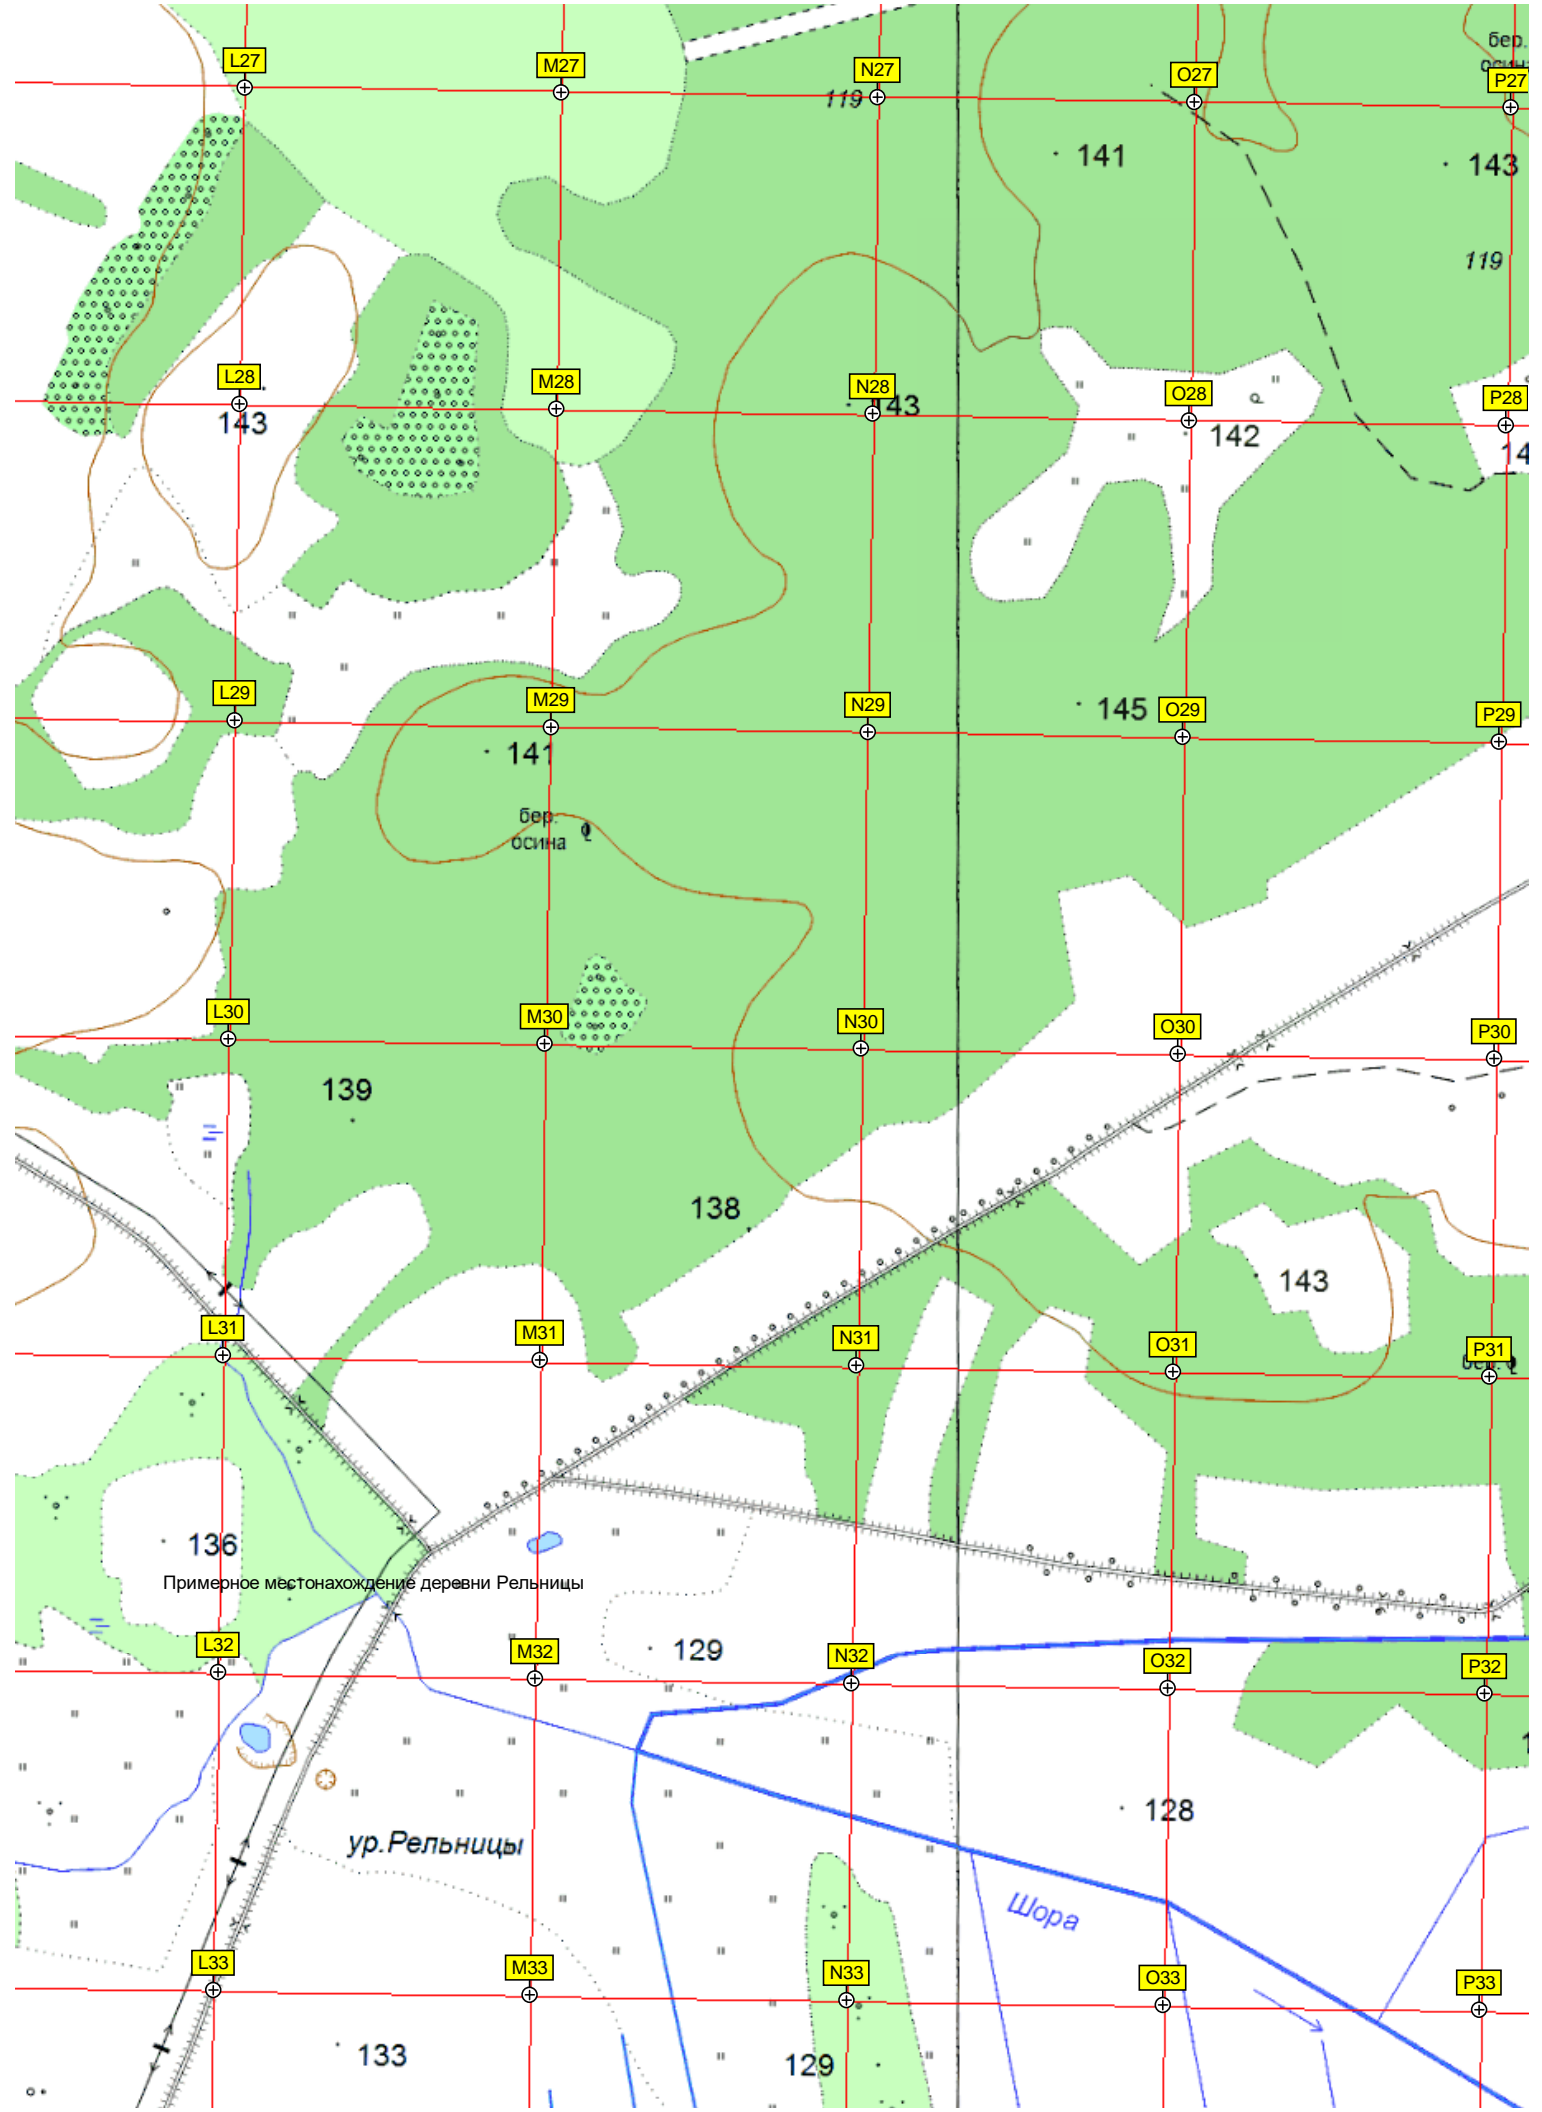 бер.
L27
M27
N27
O27
P27
119
141
143
119
L28
M28
N28
O28
P28
143
43
142
14
L29
M29
N29
O29
P29
145
141
бер.
осина
L30
M30
N30
O30
P30
139
138
143
L31
M31
N31
O31
P31
136
Примерное местонахождение деревни Рельницы
L32
M32
N32
O32
P32
129
128
ур.Рельницы
Шора
L33
M33
N33
O33
P33
133
129